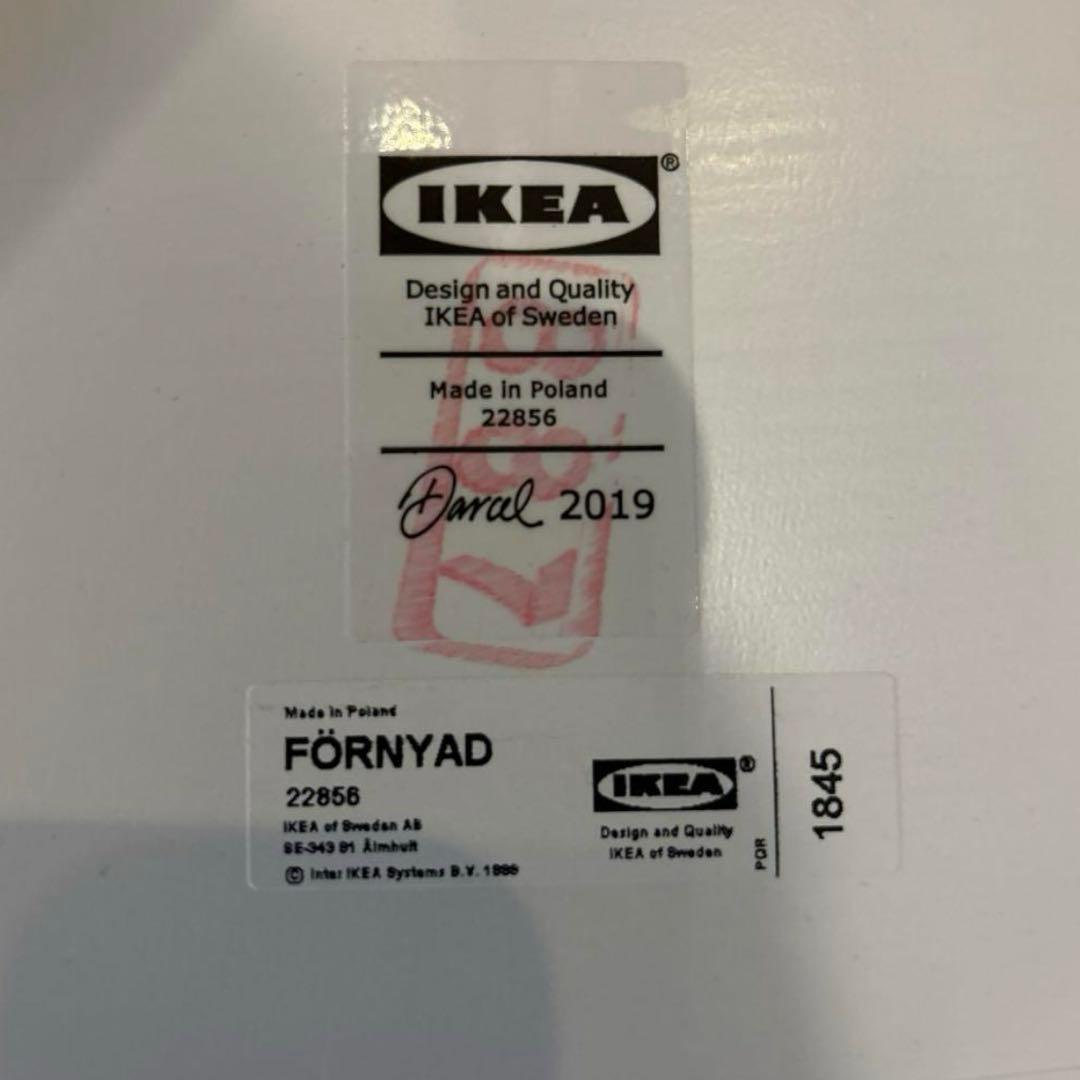 IKEA®
Design and Quality
IKEA of Sweden
Made in Poland
22856
Darcel 2019
Made in Poland
FÖRNYAD
22856
IKEA of Sweden AB
SE-343 81 Älmhult
© Inter IKEA Systems B.V. 1999
IKEA®
Design and Quality
IKEA of Sweden
PQR
1845